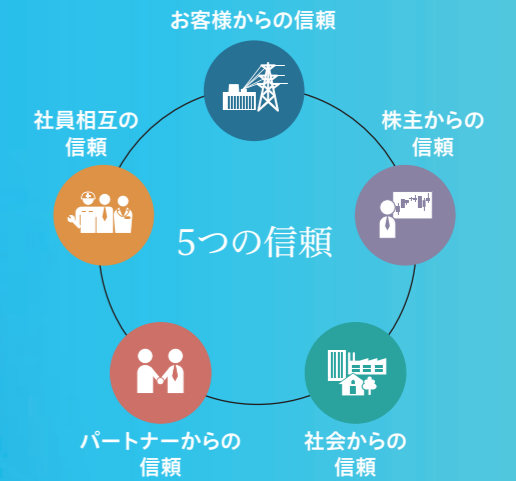 お客様からの信頼
社員相互の
信頼
株主からの
信頼
5つの信頼
パートナーからの
信頼
社会からの
信頼